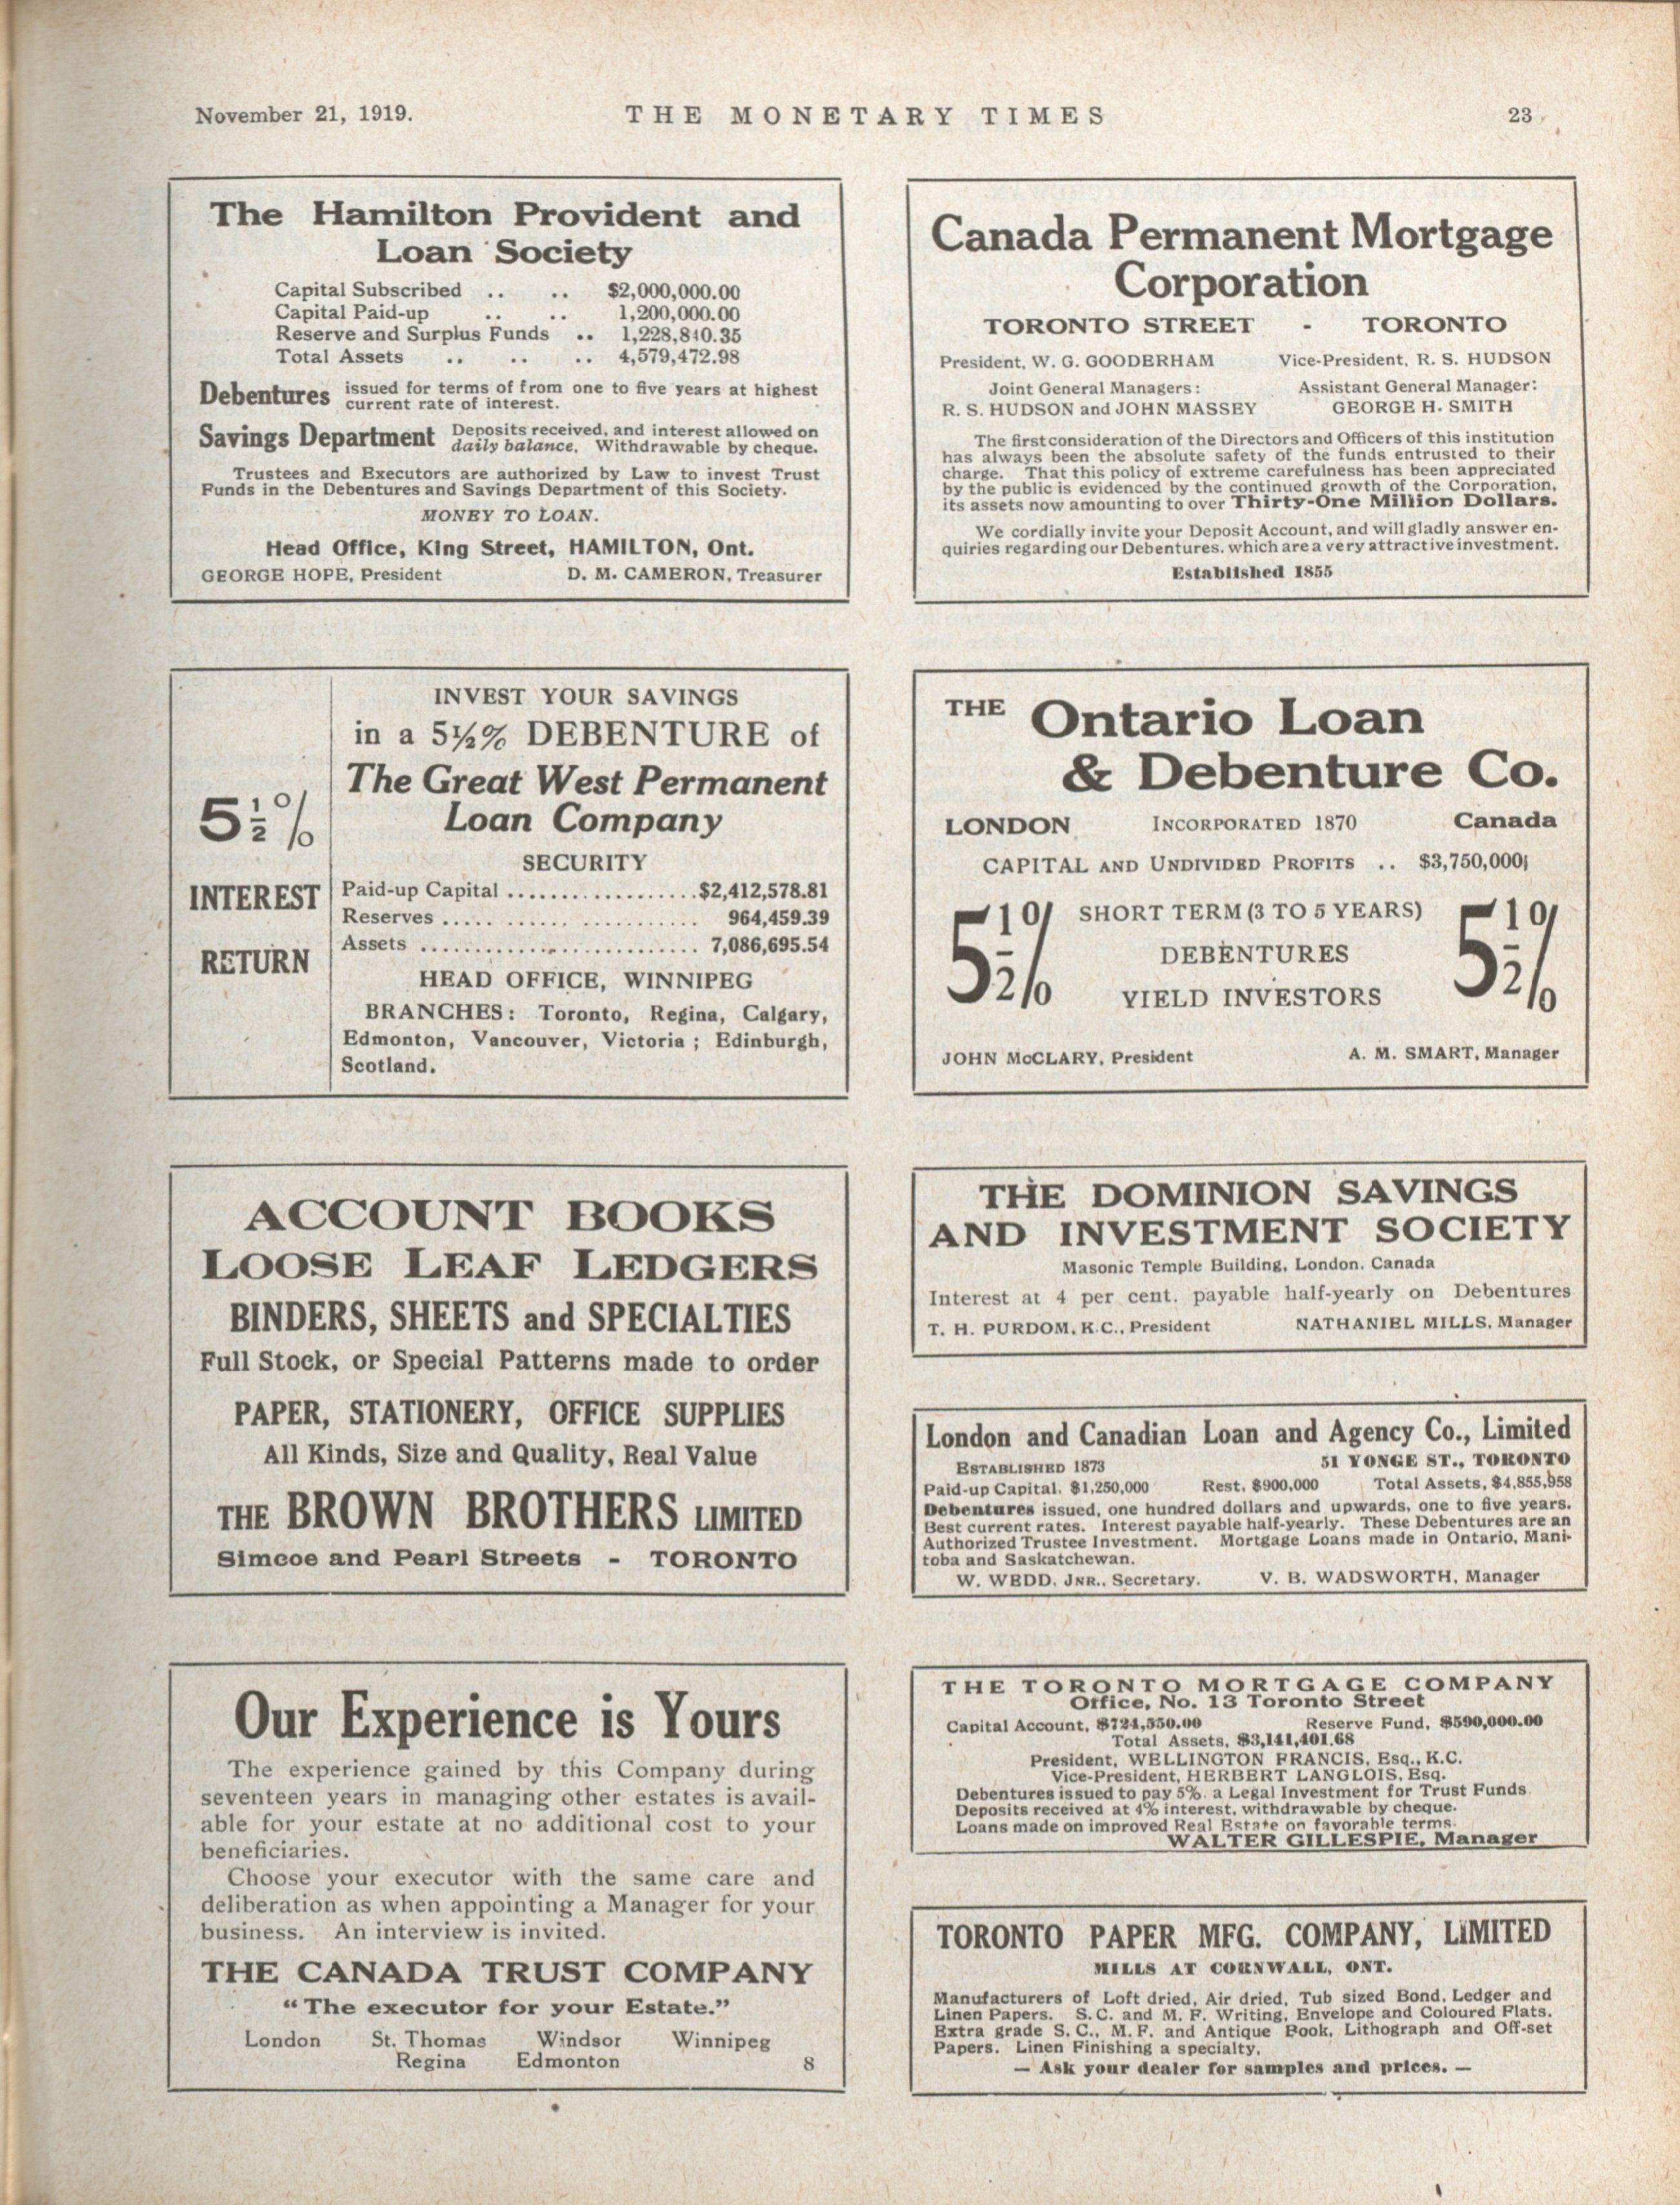 November 21, 1919.
THE MONETARY TIMES
23
The Hamilton Provident and
Loan Society
Capital Subscribed .. .. $2,000,000.00
Capital Paid-up .. .. 1,200,000.00
Reserve and Surplus Funds .. 1,228,810.35
Total Assets .. .. .. 4,579,472.98
Debentures issued for terms of from one to five years at highest
current rate of interest.
Savings Department Deposits received, and interest allowed on
daily balance. Withdrawable by cheque.
Trustees and Executors are authorized by Law to invest Trust
Funds in the Debentures and Savings Department of this Society.
MONEY TO LOAN.
Head Office, King Street, HAMILTON, Ont.
GEORGE HOPE, President D. M. CAMERON, Treasurer
INVEST YOUR SAVINGS
in a 5½% DEBENTURE of
The Great West Permanent
Loan Company
SECURITY
5½%
INTEREST
RETURN
Paid-up Capital .................. $2,412,578.81
Reserves ..... ...... ........... 964,459.39
Assets .............................. 7,086,695.54
HEAD OFFICE, WINNIPEG
BRANCHES: Toronto, Regina, Calgary,
Edmonton, Vancouver, Victoria ; Edinburgh,
Scotland.
ACCOUNT BOOKS
LOOSE LEAF LEDGERS
BINDERS, SHEETS and SPECIALTIES
Full Stock, or Special Patterns made to order
PAPER, STATIONERY, OFFICE SUPPLIES
All Kinds, Size and Quality, Real Value
THE BROWN BROTHERS LIMITED
Simcoe and Pearl Streets - TORONTO
Our Experience is Yours
The experience gained by this Company during
seventeen years in managing other estates is avail-
able for your estate at no additional cost to your
beneficiaries.
Choose your executor with the same care and
deliberation as when appointing a Manager for your
business. An interview is invited.
THE CANADA TRUST COMPANY
"The executor for your Estate."
London St. Thomas Windsor Winnipeg
Regina Edmonton 8
Canada Permanent Mortgage
Corporation
TORONTO STREET - TORONTO
President, W. G. GOODERHAM Vice-President, R. S. HUDSON
Joint General Managers: Assistant General Manager:
R. S. HUDSON and JOHN MASSEY GEORGE H. SMITH
The first consideration of the Directors and Officers of this institution
has always been the absolute safety of the funds entrusted to their
charge. That this policy of extreme carefulness has been appreciated
by the public is evidenced by the continued growth of the Corporation,
its assets now amounting to over Thirty-One Million Dollars.
We cordially invite your Deposit Account, and will gladly answer en-
quiries regarding our Debentures, which are a very attractive investment.
Established 1855
THE Ontario Loan
& Debenture Co.
LONDON INCORPORATED 1870 Canada
CAPITAL AND UNDIVIDED PROFITS .. $3,750,000
5½% SHORT TERM (3 TO 5 YEARS) 5½%
DEBENTURES
YIELD INVESTORS
JOHN McCLARY, President A. M. SMART, Manager
THE DOMINION SAVINGS
AND INVESTMENT SOCIETY
Masonic Temple Building, London, Canada
Interest at 4 per cent. payable half-yearly on Debentures
T. H. PURDOM, K.C., President NATHANIEL MILLS, Manager
London and Canadian Loan and Agency Co., Limited
ESTABLISHED 1873 51 YONGE ST., TORONTO
Paid-up Capital, $1,250,000 Rest, $900,000 Total Assets, $4,855,958
Debentures issued, one hundred dollars and upwards, one to five years.
Best current rates. Interest payable half-yearly. These Debentures are an
Authorized Trustee Investment. Mortgage Loans made in Ontario, Mani-
toba and Saskatchewan.
W. WEDD, JNR., Secretary. V. B. WADSWORTH, Manager
THE TORONTO MORTGAGE COMPANY
Office, No. 13 Toronto Street
Capital Account, $724,550.00 Reserve Fund, $590,000.00
Total Assets, $3,141,401.68
President, WELLINGTON FRANCIS, Esq., K.C.
Vice-President, HERBERT LANGLOIS, Esq.
Debentures issued to pay 5%, a Legal Investment for Trust Funds.
Deposits received at 4% interest, withdrawable by cheque.
Loans made on improved Real Estate on favorable terms.
WALTER GILLESPIE, Manager
TORONTO PAPER MFG. COMPANY, LIMITED
MILLS AT CORNWALL, ONT.
Manufacturers of Loft dried, Air dried, Tub sized Bond, Ledger and
Linen Papers. S. C. and M. F. Writing, Envelope and Coloured Flats.
Extra grade S. C., M. F. and Antique Book, Lithograph and Off-set
Papers. Linen Finishing a specialty.
— Ask your dealer for samples and prices. —